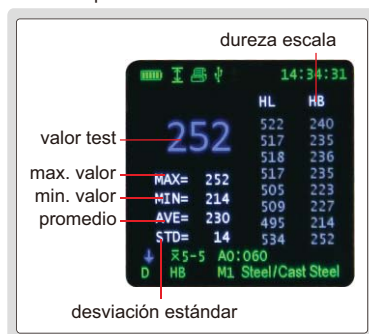 dureza escala
14:34:31
HL HB
252
522 240
517 235
518 236
517 235
505 223
509 227
495 214
534 252
valor test
max. valor
min. valor
promedio
MAX= 252
MIN= 214
AVE= 230
STD= 14
x̅5-5 A0:060
D HB M1 Steel/Cast Steel
desviación estándar